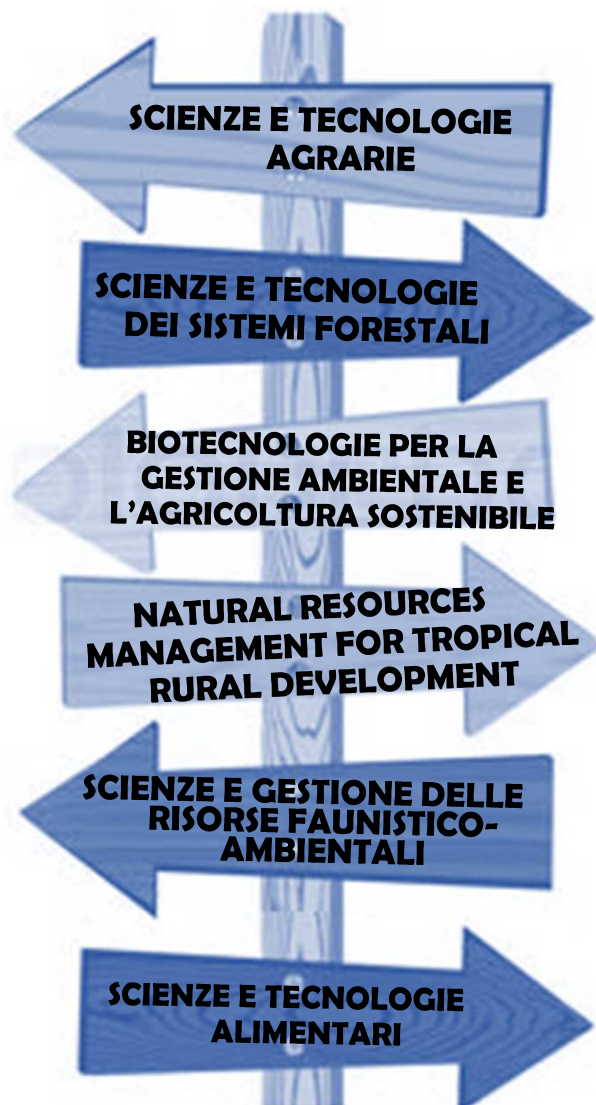 SCIENZE E TECNOLOGIE
AGRARIE
SCIENZE E TECNOLOGIE
DEI SISTEMI FORESTALI
BIOTECNOLOGIE PER LA
GESTIONE AMBIENTALE E
L'AGRICOLTURA SOSTENIBILE
NATURAL RESOURCES
MANAGEMENT FOR TROPICAL
RURAL DEVELOPMENT
SCIENZE E GESTIONE DELLE
RISORSE FAUNISTICO-
AMBIENTALI
SCIENZE E TECNOLOGIE
ALIMENTARI